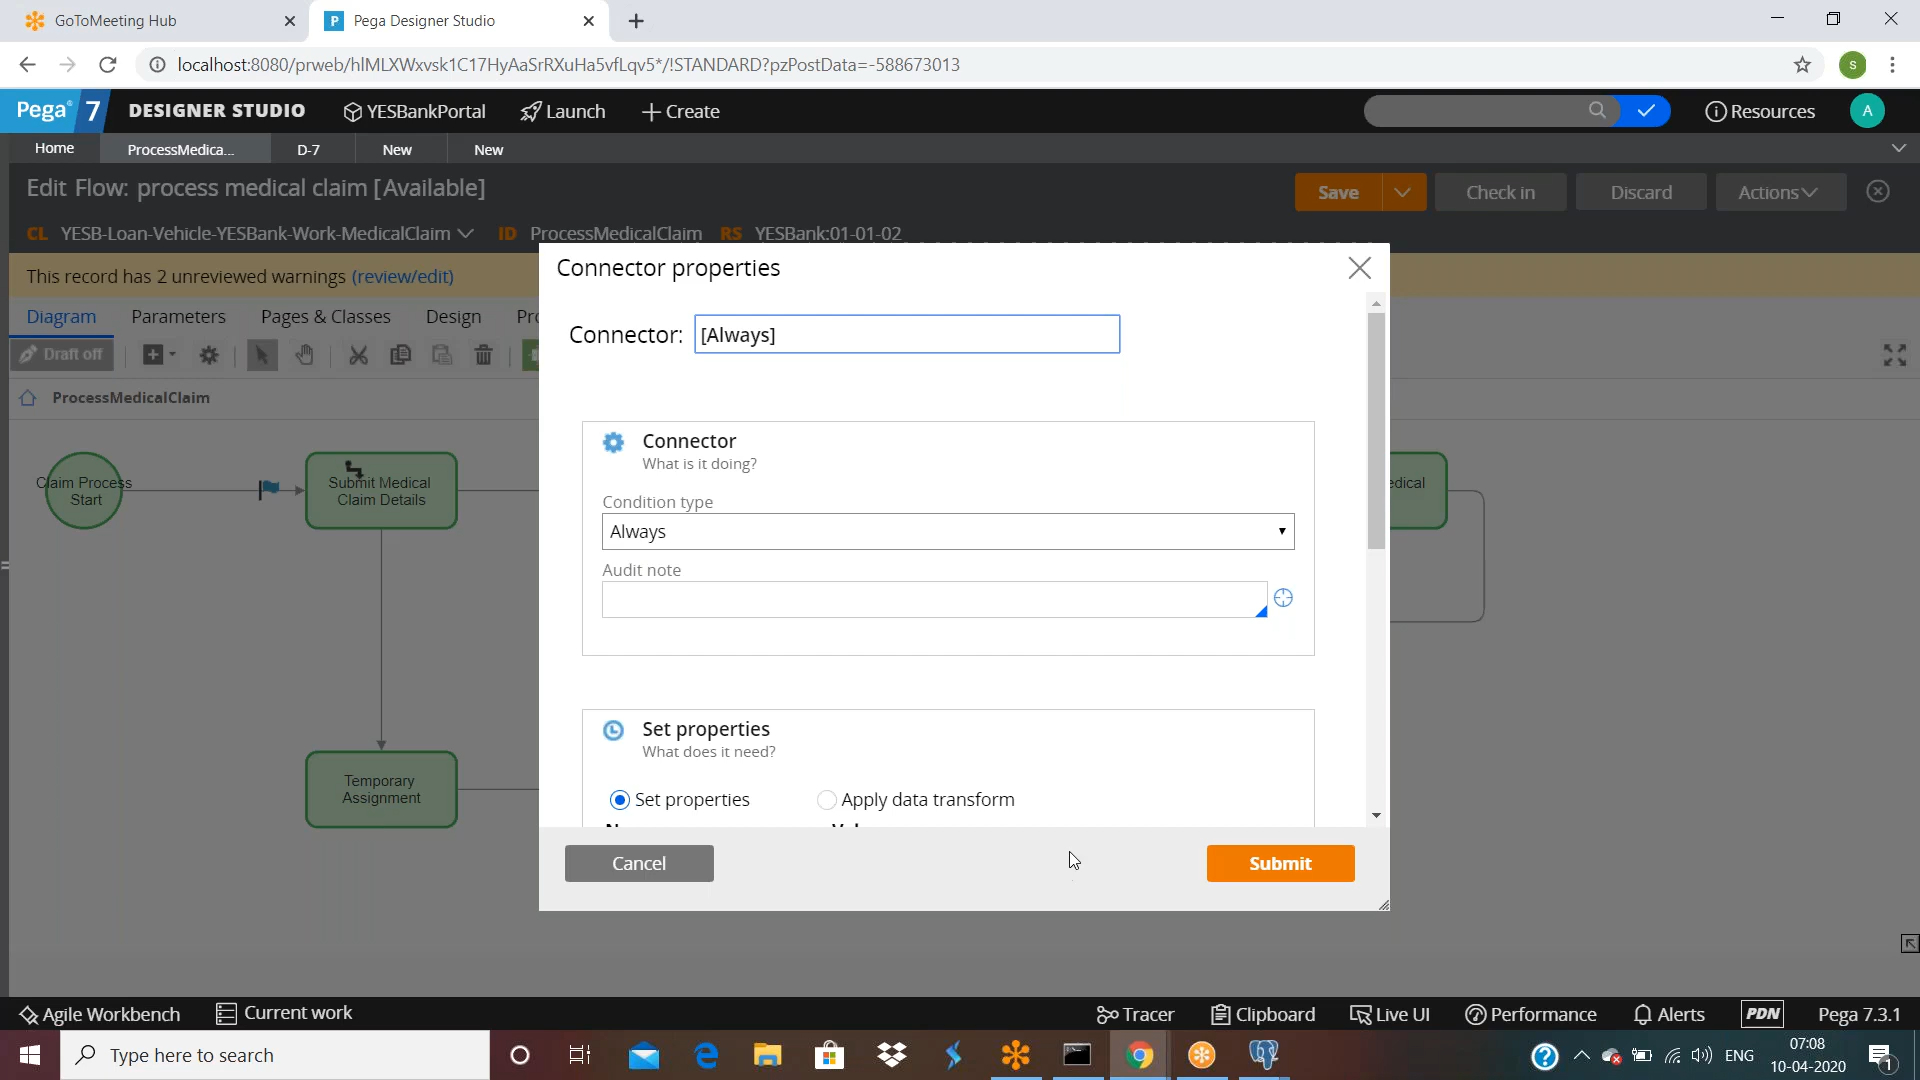 GoToMeeting Hub
P Pega Designer Studio
localhost:8080/prweb/hIMLXWxvsk1C17HyAaSrRXuHa5vfLqv5*/!STANDARD?pzPostData=-588673013
s
Pega 7 DESIGNER STUDIO YESBankPortal Launch Create Resources A
Home ProcessMedica... D-7 New New
Edit Flow: process medical claim [Available]
Save Check in Discard Actions
CL YESB-Loan-Vehicle-YESBank-Work-MedicalClaim ID ProcessMedicalClaim RS YESBank:01-01-02
This record has 2 unreviewed warnings (review/edit)
Diagram Parameters Pages & Classes Design
Draft off
ProcessMedicalClaim
Claim Process
Start
Submit Medical
Claim Details
Temporary
Assignment
Connector properties
Connector: [Always]
Connector
What is it doing?
Condition type
Always
Audit note
Set properties
What does it need?
Set properties Apply data transform
Cancel Submit
Agile Workbench Current work Tracer Clipboard Live UI Performance Alerts PDN Pega 7.3.1
Type here to search
ENG
07:08
10-04-2020
1